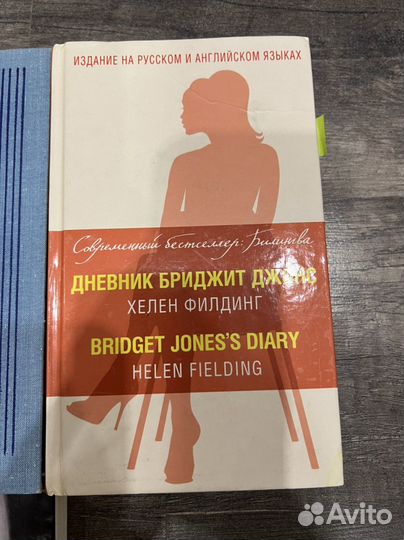 ИЗДАНИЕ НА РУССКОМ И АНГЛИЙСКОМ ЯЗЫКАХ
Современный бестселлер: Билингва
ДНЕВНИК БРИДЖИТ ДЖОНС
ХЕЛЕН ФИЛДИНГ
BRIDGET JONES'S DIARY
HELEN FIELDING
Avito